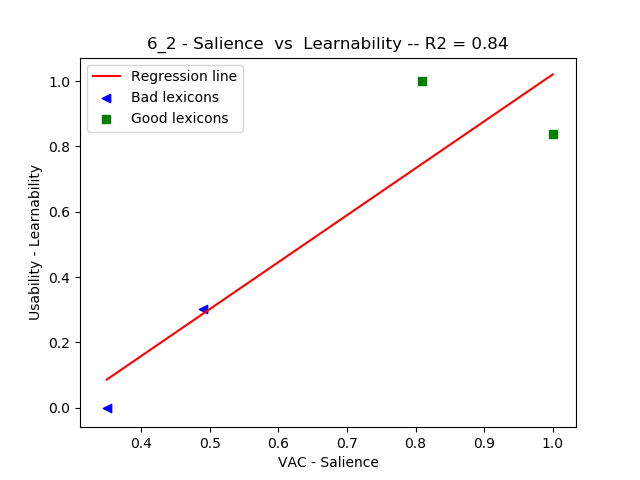 6_2 - Salience  vs  Learnability -- R2 = 0.84
Regression line
Bad lexicons
Good lexicons
Usability - Learnability
1.0
0.8
0.6
0.4
0.2
0.0
0.4 0.5 0.6 0.7 0.8 0.9 1.0
VAC - Salience